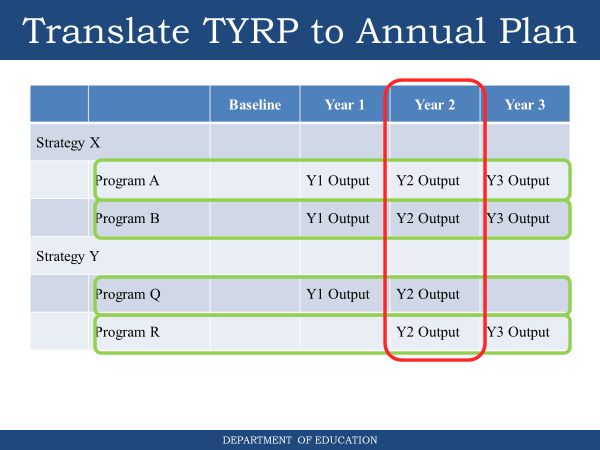 Translate TYRP to Annual Plan
Baseline Year 1 Year 2 Year 3
Strategy X
Program A Y1 Output Y2 Output Y3 Output
Program B Y1 Output Y2 Output Y3 Output
Strategy Y
Program Q Y1 Output Y2 Output
Program R Y2 Output Y3 Output
DEPARTMENT OF EDUCATION